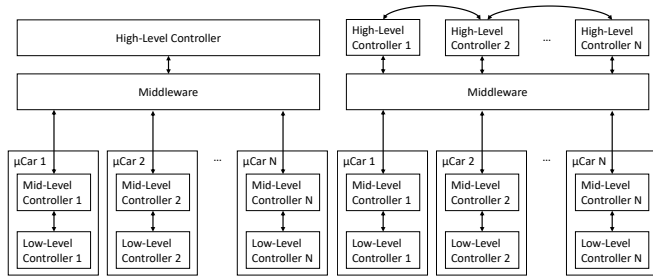 High-Level Controller
Middleware
µCar 1
Mid-Level
Controller 1
Low-Level
Controller 1
µCar 2
Mid-Level
Controller 2
Low-Level
Controller 2
...
µCar N
Mid-Level
Controller N
Low-Level
Controller N
High-Level
Controller 1
High-Level
Controller 2
...
High-Level
Controller N
Middleware
µCar 1
Mid-Level
Controller 1
Low-Level
Controller 1
µCar 2
Mid-Level
Controller 2
Low-Level
Controller 2
...
µCar N
Mid-Level
Controller N
Low-Level
Controller N